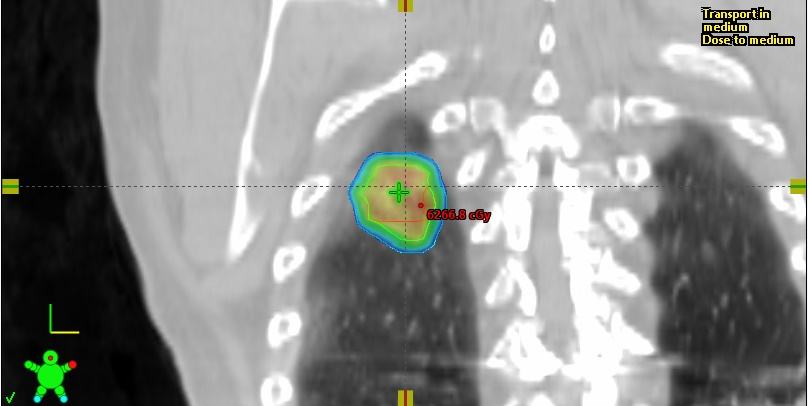 Transport in
medium
Dose to medium
6266.8 cGy